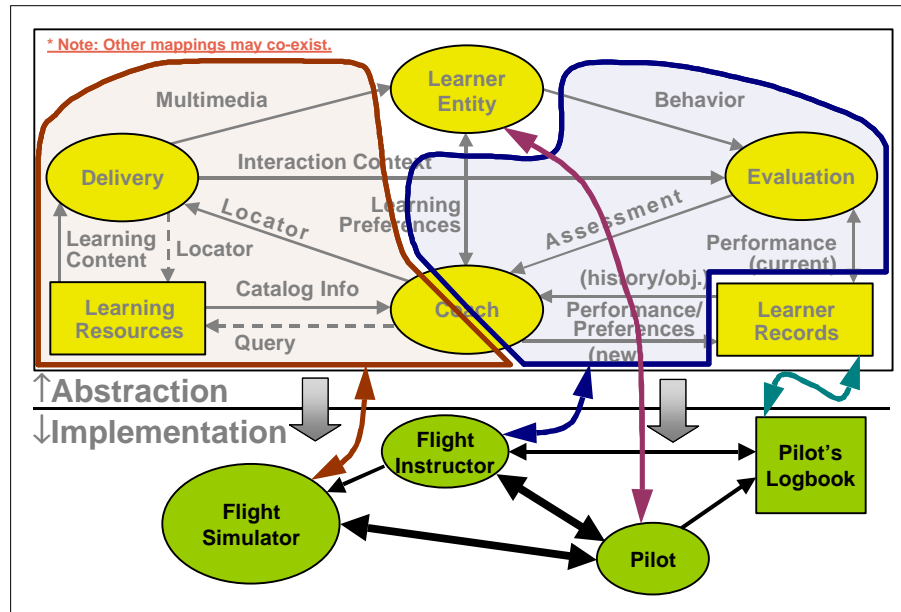 * Note: Other mappings may co-exist.
Learner
Entity
Multimedia
Behavior
Interaction Context
Delivery
Evaluation
Learning
Preferences
Locator
Assessment
Learning
Content
Locator
Performance
(current)
(history/obj.)
Catalog Info
Learning
Resources
Coach
Performance/
Preferences
Learner
Records
Query
(new
↑Abstraction
↓Implementation
Flight
Instructor
Pilot's
Logbook
Flight
Simulator
Pilot